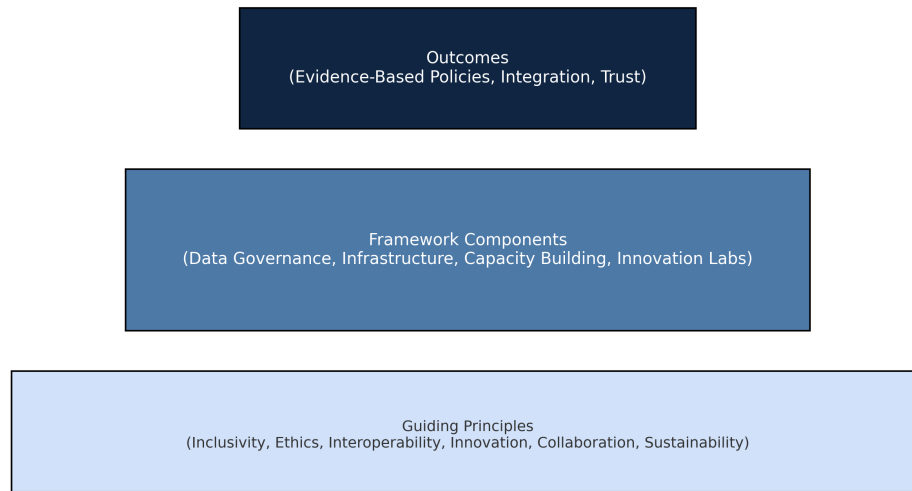 Outcomes
(Evidence-Based Policies, Integration, Trust)
Framework Components
(Data Governance, Infrastructure, Capacity Building, Innovation Labs)
Guiding Principles
(Inclusivity, Ethics, Interoperability, Innovation, Collaboration, Sustainability)